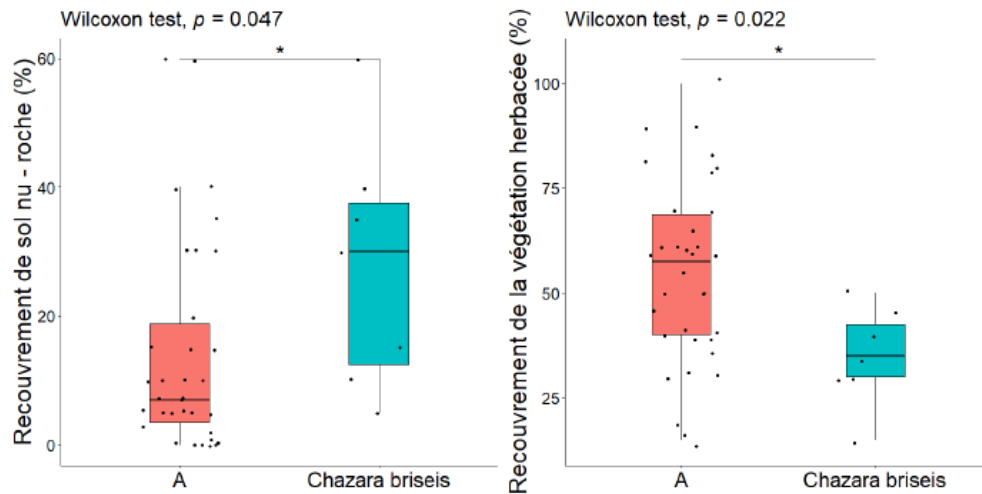 Wilcoxon test, p = 0.047
*
Recouvrement de sol nu - roche (%)
60
40
20
0
A
Chazara briseis
Wilcoxon test, p = 0.022
*
Recouvrement de la végétation herbacée (%)
100
75
50
25
A
Chazara briseis